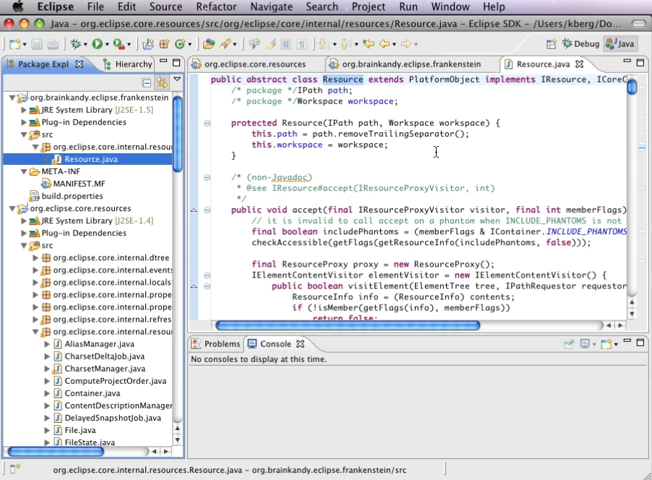 Eclipse File Edit Source Refactor Navigate Search Project Run Window Help
Java - org.eclipse.core.resources/src/org/eclipse/core/internal/resources/Resource.java - Eclipse SDK - /Users/kberg/Do...
Debug Java
Package Expl Hierarchy
org.brainkandy.eclipse.frankenstein
JRE System Library [J2SE-1.5]
Plug-in Dependencies
src
org.eclipse.core.internal.resou
Resource.java
META-INF
MANIFEST.MF
build.properties
org.eclipse.core.resources
JRE System Library [J2SE-1.4]
Plug-in Dependencies
src
org.eclipse.core.internal.dtree
org.eclipse.core.internal.events
org.eclipse.core.internal.locals
org.eclipse.core.internal.prope
org.eclipse.core.internal.prope
org.eclipse.core.internal.refres
org.eclipse.core.internal.resou
AliasManager.java
CharsetDeltaJob.java
CharsetManager.java
ComputeProjectOrder.java
Container.java
ContentDescriptionManager
DelayedSnapshotJob.java
File.java
FileState.java
org.eclipse.core.resources org.brainkandy.eclipse.frankenstein Resource.java
public abstract class Resource extends PlatformObject implements IResource, ICoreC
/* package */IPath path;
/* package */Workspace workspace;
protected Resource(IPath path, Workspace workspace) {
this.path = path.removeTrailingSeparator();
this.workspace = workspace;
}
/* (non-Javadoc)
* @see IResource#accept(IResourceProxyVisitor, int)
public void accept(final IResourceProxyVisitor visitor, final int memberFlags)
// it is invalid to call accept on a phantom when INCLUDE_PHANTOMS is not
final boolean includePhantoms = (memberFlags & IContainer.INCLUDE_PHANTOMS
checkAccessible(getFlags(getResourceInfo(includePhantoms, false)));
final ResourceProxy proxy = new ResourceProxy();
IElementContentVisitor elementVisitor = new IElementContentVisitor() {
public boolean visitElement(ElementTree tree, IPathRequestor requestor
ResourceInfo info = (ResourceInfo) contents;
if (!isMember(getFlags(info), memberFlags))
return false;
Problems Console
No consoles to display at this time.
org.eclipse.core.internal.resources.Resource.java - org.brainkandy.eclipse.frankenstein/src